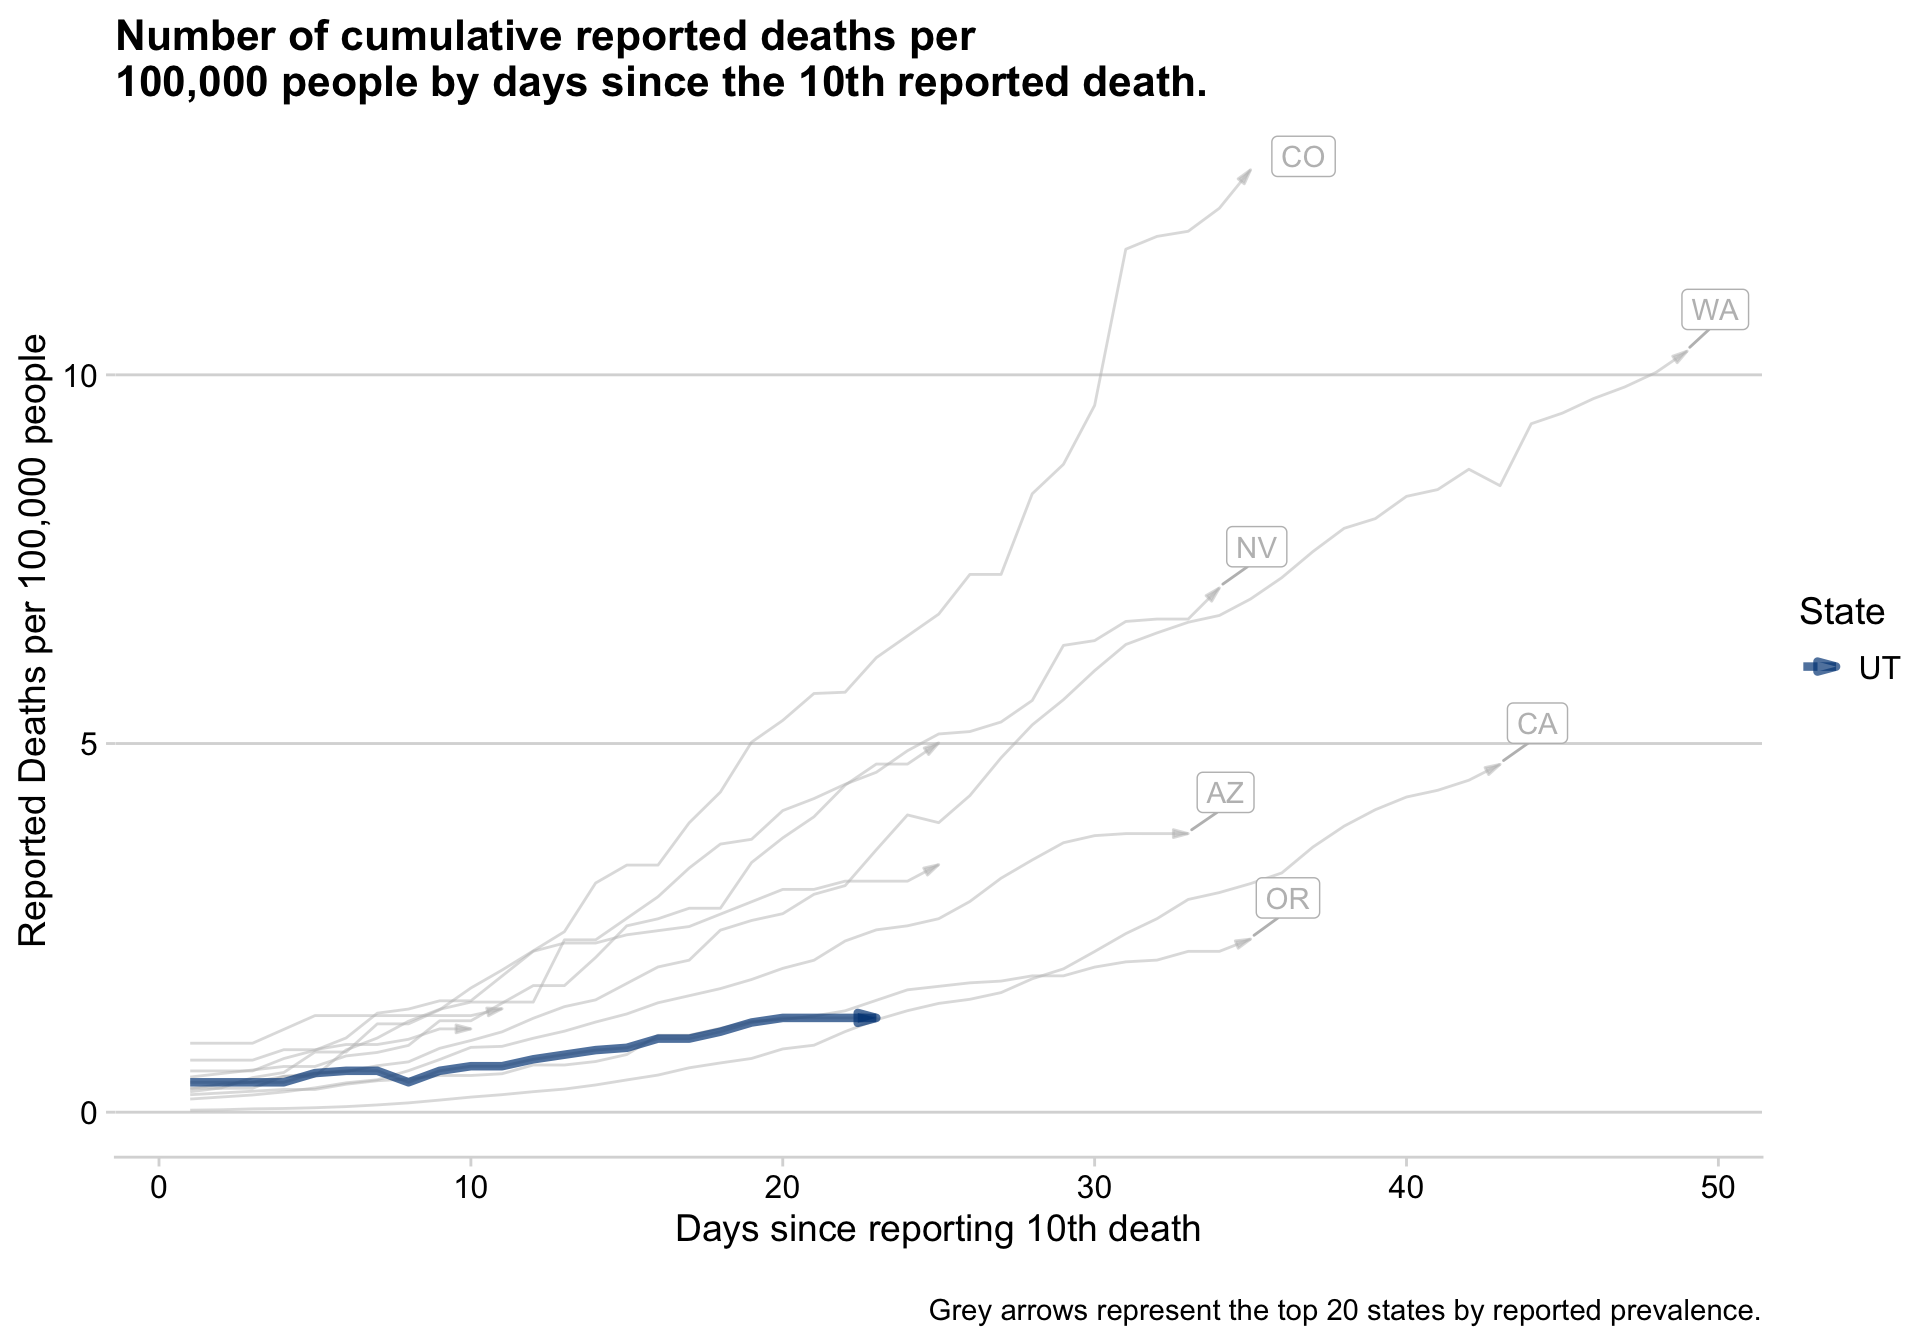 Number of cumulative reported deaths per
100,000 people by days since the 10th reported death.
CO
WA
10
NV
State
UT
CA
5
AZ
OR
0
Reported Deaths per 100,000 people
0 10 20 30 40 50
Days since reporting 10th death
Grey arrows represent the top 20 states by reported prevalence.